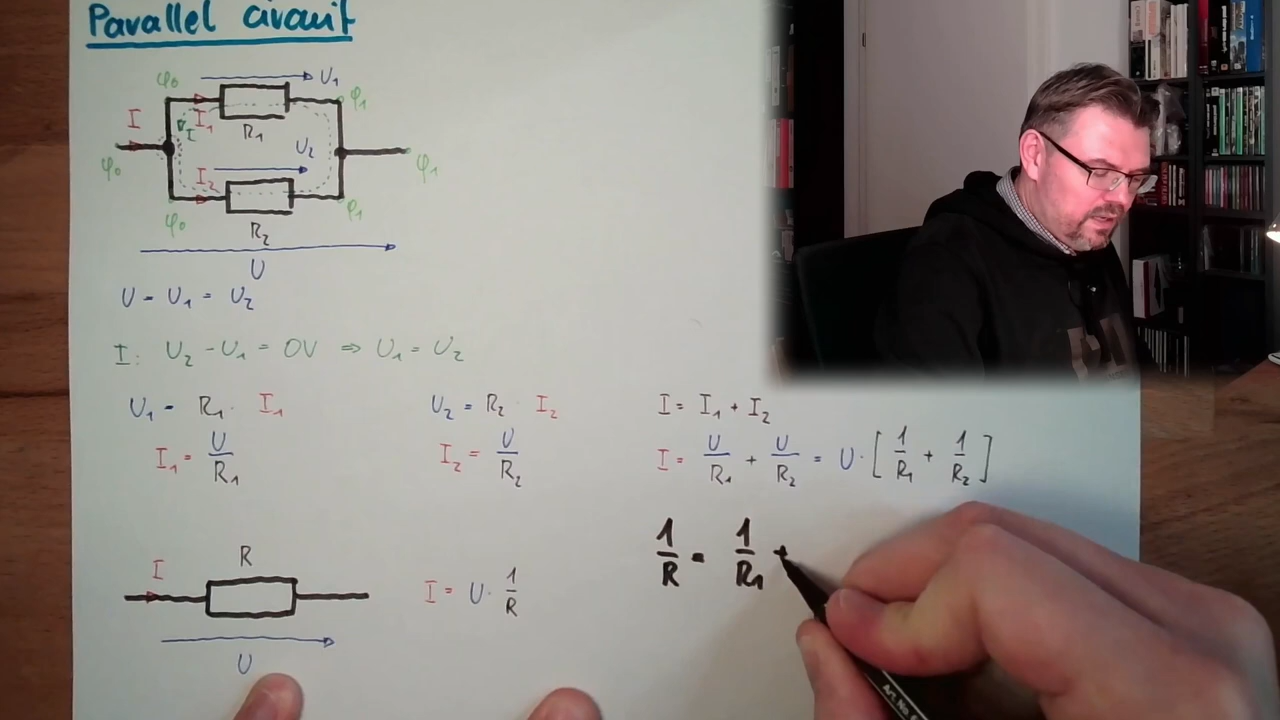 Parallel circuit
φ₀ U₁ φ₁
I I₁ I R₁
φ₀ U₂ φ₁
I₂
φ₀ R₂ φ₁
U
U = U₁ = U₂
I: U₂ - U₁ = 0V ⇒ U₁ = U₂
U₁ = R₁ · I₁ U₂ = R₂ · I₂ I = I₁ + I₂
I₁ = U/R₁ I₂ = U/R₂ I = U/R₁ + U/R₂ = U · [1/R₁ + 1/R₂]
1/R = 1/R₁ +
I R I = U · 1/R
U
Art. No.